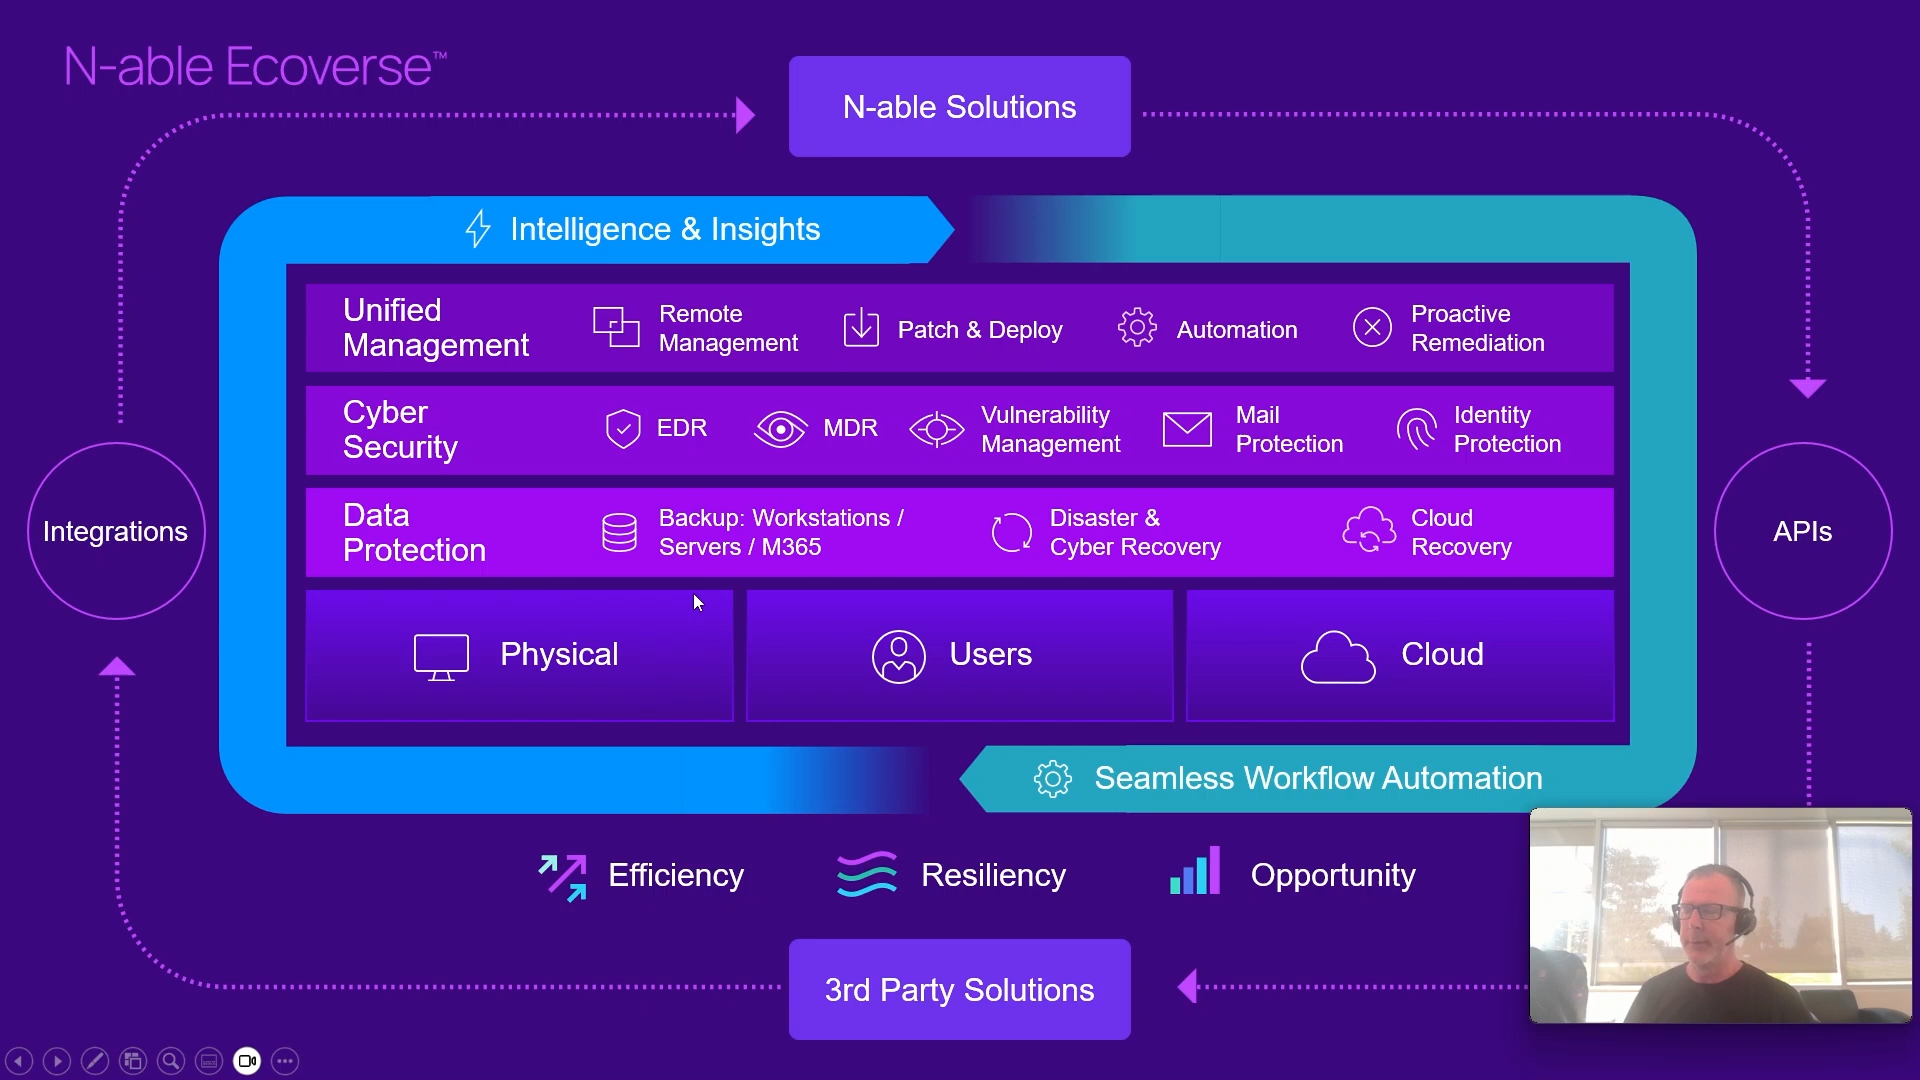 N-able Ecoverse™
N-able Solutions
Intelligence & Insights
Unified
Management
Remote
Management
Patch & Deploy
Automation
Proactive
Remediation
Cyber
Security
EDR
MDR
Vulnerability
Management
Mail
Protection
Identity
Protection
Data
Protection
Backup: Workstations /
Servers / M365
Disaster &
Cyber Recovery
Cloud
Recovery
Integrations
APIs
Physical
Users
Cloud
Seamless Workflow Automation
Efficiency
Resiliency
Opportunity
3rd Party Solutions